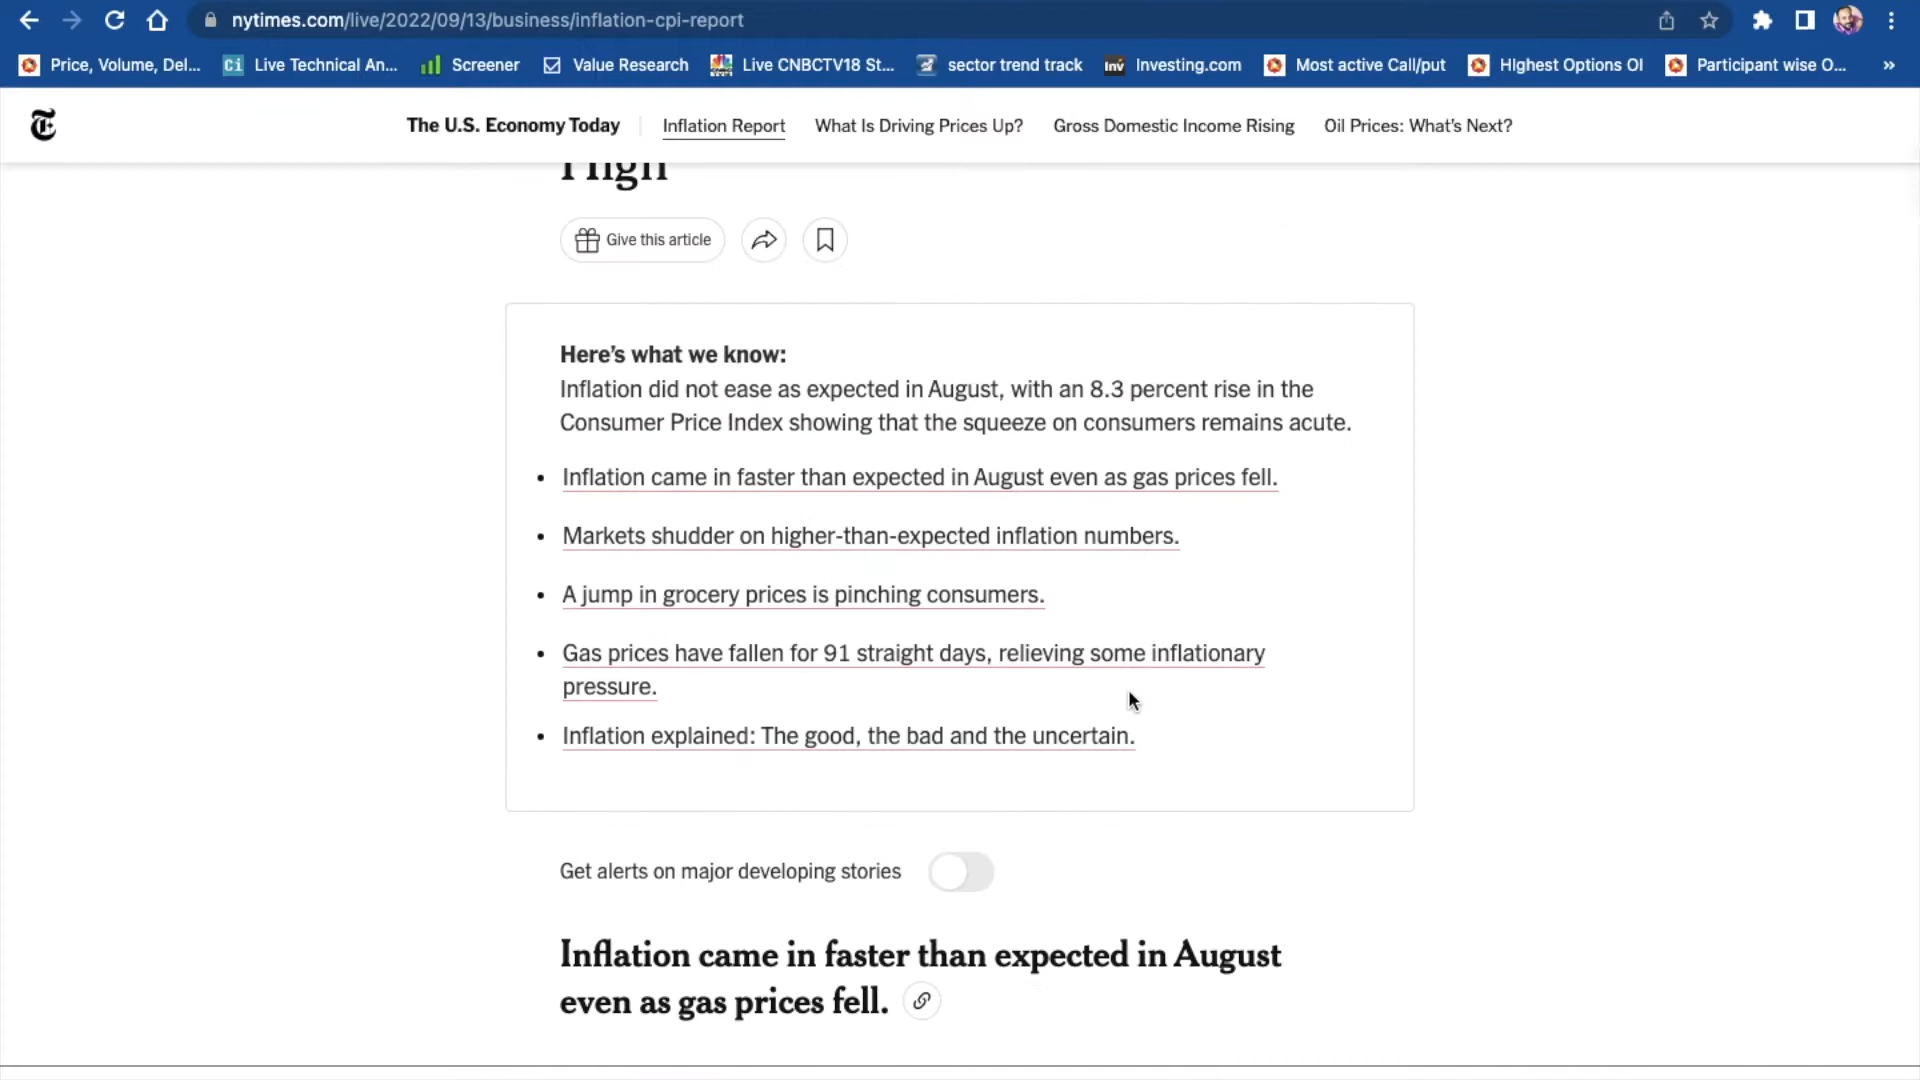 nytimes.com/live/2022/09/13/business/inflation-cpi-report
Price, Volume, Del... Ci Live Technical An... Screener Value Research Live CNBCTV18 St... sector trend track Inv Investing.com Most active Call/put HIghest Options OI Participant wise O... »
T The U.S. Economy Today Inflation Report What Is Driving Prices Up? Gross Domestic Income Rising Oil Prices: What's Next?
High
Give this article
Here's what we know:
Inflation did not ease as expected in August, with an 8.3 percent rise in the
Consumer Price Index showing that the squeeze on consumers remains acute.
• Inflation came in faster than expected in August even as gas prices fell.
• Markets shudder on higher-than-expected inflation numbers.
• A jump in grocery prices is pinching consumers.
• Gas prices have fallen for 91 straight days, relieving some inflationary
pressure.
• Inflation explained: The good, the bad and the uncertain.
Get alerts on major developing stories
Inflation came in faster than expected in August
even as gas prices fell.